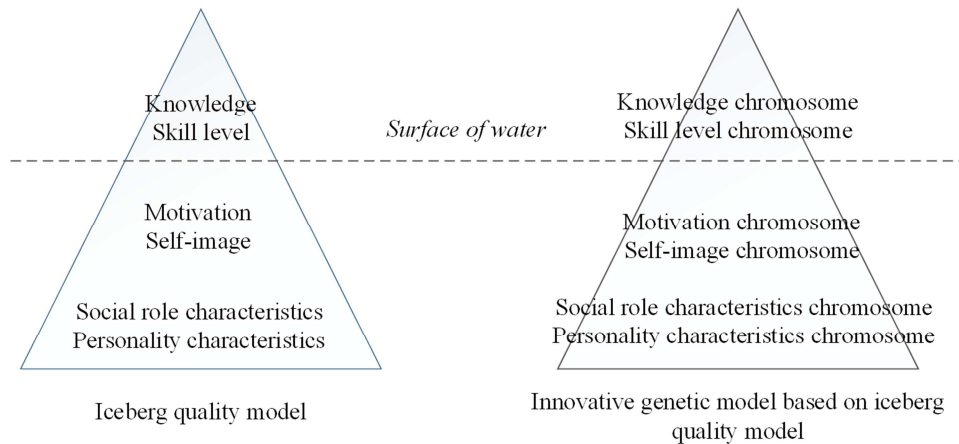 Knowledge
Skill level
Surface of water
Knowledge chromosome
Skill level chromosome
Motivation
Self-image
Motivation chromosome
Self-image chromosome
Social role characteristics
Personality characteristics
Social role characteristics chromosome
Personality characteristics chromosome
Iceberg quality model
Innovative genetic model based on iceberg
quality model